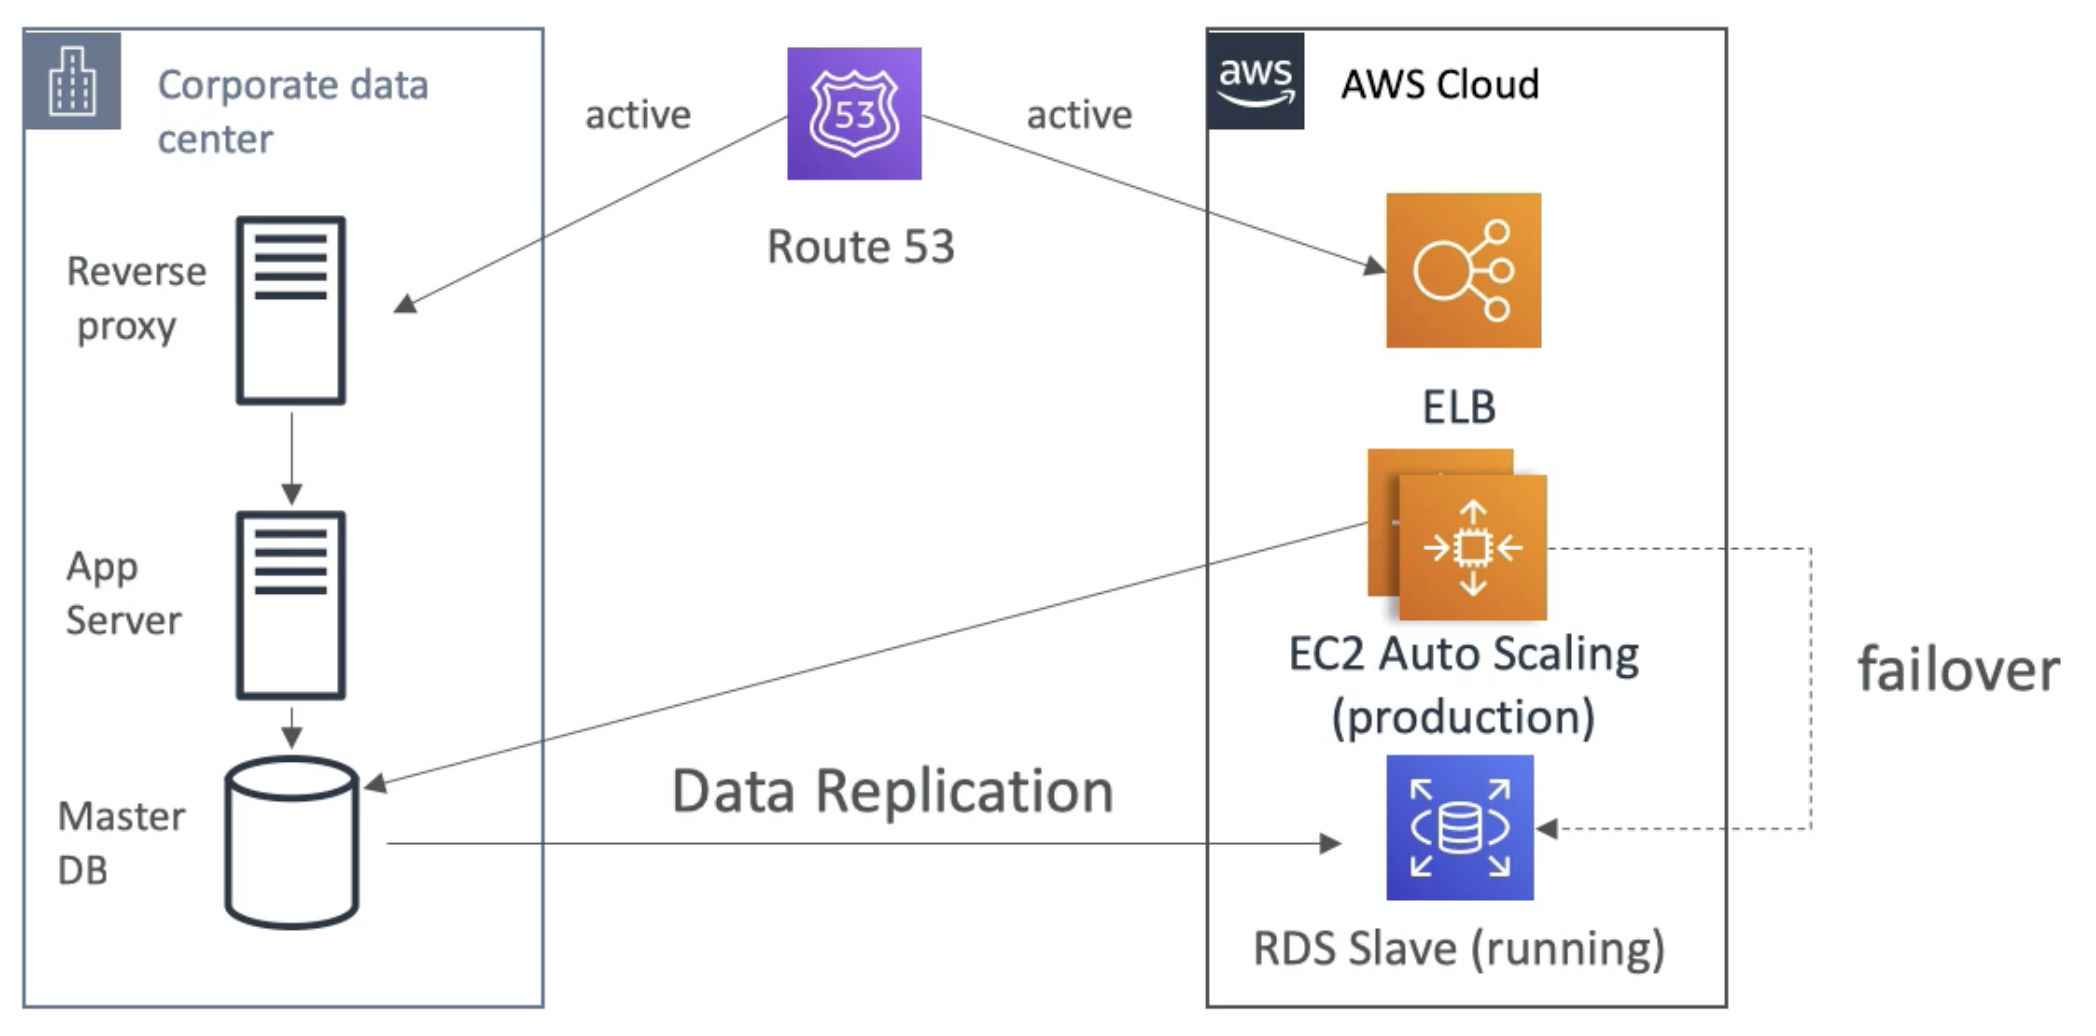 Corporate data
center
active
53
active
aws
AWS Cloud
Route 53
Reverse
proxy
ELB
App
Server
EC2 Auto Scaling
(production)
failover
Data Replication
Master
DB
RDS Slave (running)